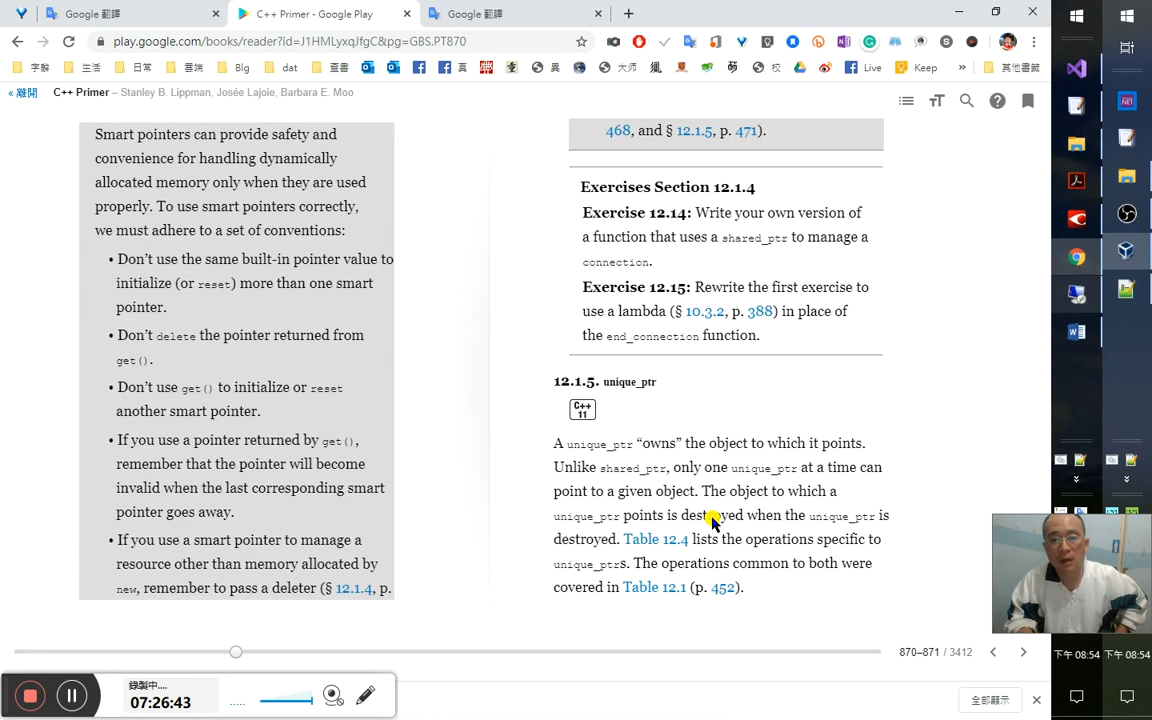 Google 翻譯
C++ Primer - Google Play
Google 翻譯
play.google.com/books/reader?id=J1HMLyxqJfgC&pg=GBS.PT870
字辭
生活
日常
雲端
Blg
dat
查書
真
異
大师
萌
校
Live
Keep
»
其他書籤
« 離開
C++ Primer – Stanley B. Lippman, Josée Lajoie, Barbara E. Moo
Smart pointers can provide safety and
convenience for handling dynamically
allocated memory only when they are used
properly. To use smart pointers correctly,
we must adhere to a set of conventions:
• Don’t use the same built-in pointer value to
initialize (or reset) more than one smart
pointer.
• Don’t delete the pointer returned from
get().
• Don’t use get() to initialize or reset
another smart pointer.
• If you use a pointer returned by get(),
remember that the pointer will become
invalid when the last corresponding smart
pointer goes away.
• If you use a smart pointer to manage a
resource other than memory allocated by
new, remember to pass a deleter (§ 12.1.4, p.
468, and § 12.1.5, p. 471).
Exercises Section 12.1.4
Exercise 12.14: Write your own version of
a function that uses a shared_ptr to manage a
connection.
Exercise 12.15: Rewrite the first exercise to
use a lambda (§ 10.3.2, p. 388) in place of
the end_connection function.
12.1.5. unique_ptr
C++
11
A unique_ptr “owns” the object to which it points.
Unlike shared_ptr, only one unique_ptr at a time can
point to a given object. The object to which a
unique_ptr points is destroyed when the unique_ptr is
destroyed. Table 12.4 lists the operations specific to
unique_ptrs. The operations common to both were
covered in Table 12.1 (p. 452).
870–871 / 3412
錄製中....
07:26:43
全部顯示
下午 08:54
下午 08:54